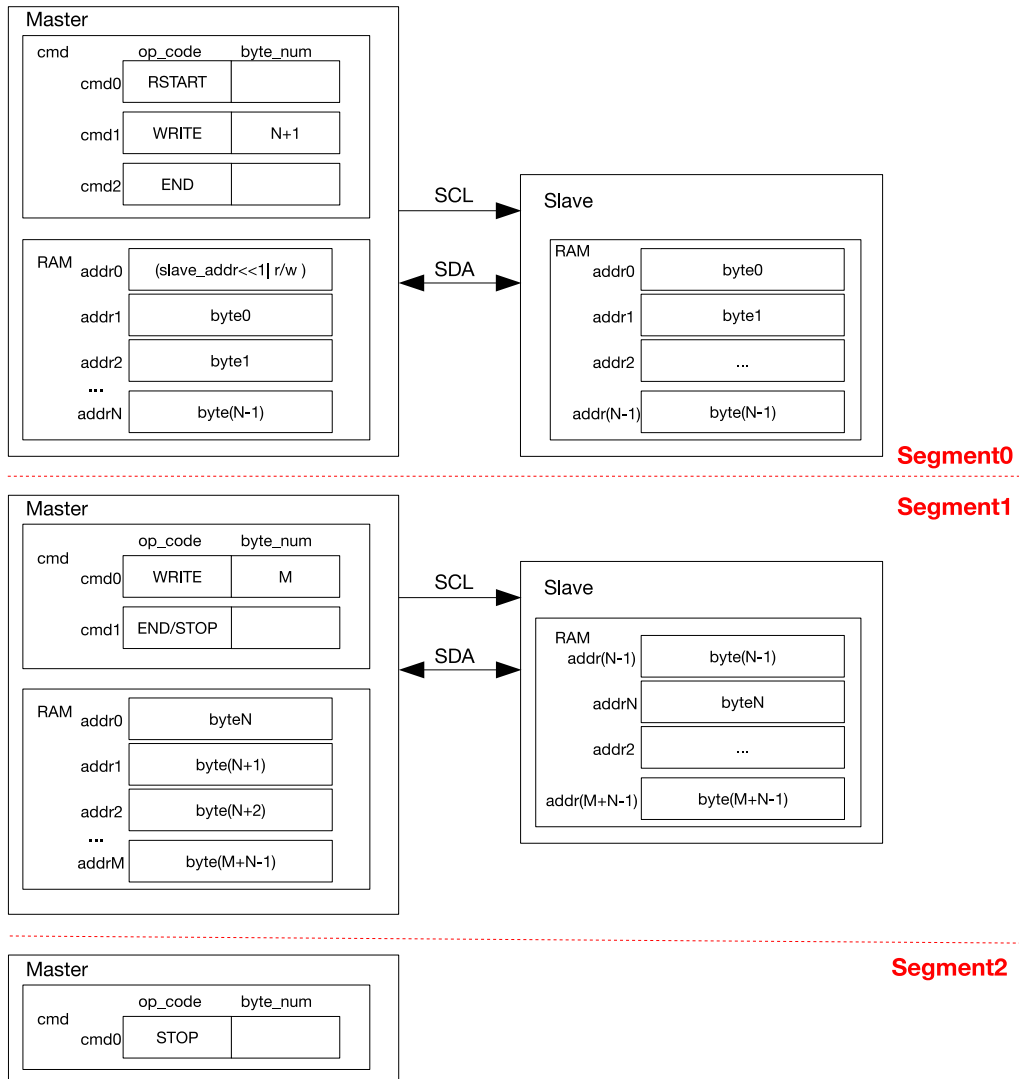 Master
cmd op_code byte_num
cmd0 RSTART
cmd1 WRITE N+1
cmd2 END
RAM
addr0 (slave_addr<<1| r/w )
addr1 byte0
addr2 byte1
...
addrN byte(N-1)
SCL
SDA
Slave
RAM
addr0 byte0
addr1 byte1
addr2 ...
addr(N-1) byte(N-1)
Segment0
Segment1
Master
op_code byte_num
cmd
cmd0 WRITE M
cmd1 END/STOP
RAM
addr0 byteN
addr1 byte(N+1)
addr2 byte(N+2)
...
addrM byte(M+N-1)
SCL
SDA
Slave
RAM
addr(N-1) byte(N-1)
addrN byteN
addr2 ...
addr(M+N-1) byte(M+N-1)
Segment2
Master
op_code byte_num
cmd
cmd0 STOP